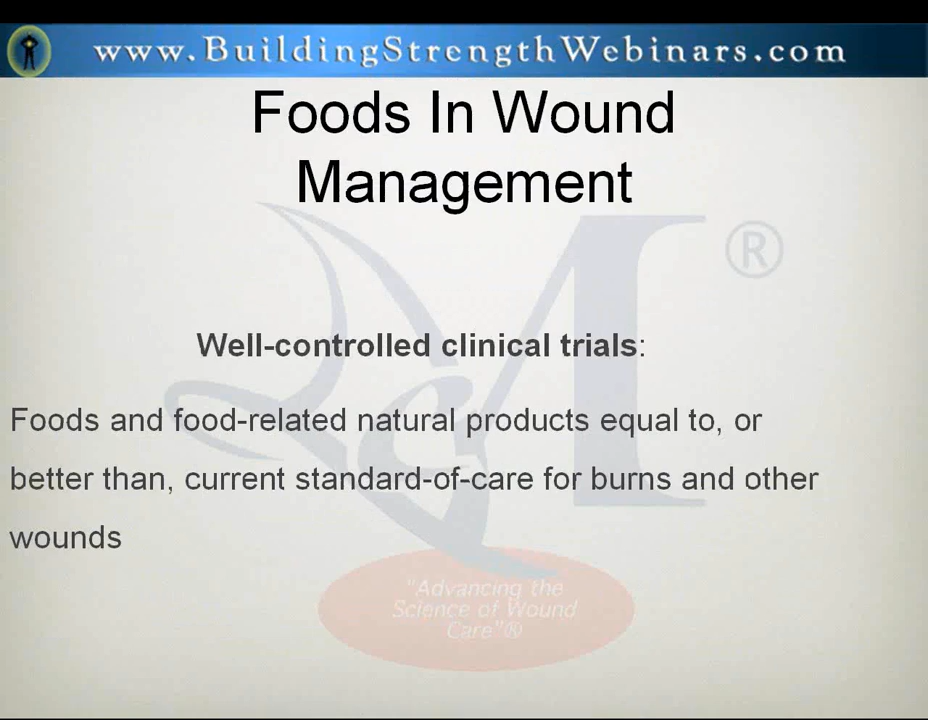 www.BuildingStrengthWebinars.com
Foods In Wound
Management
®
Well-controlled clinical trials:
Foods and food-related natural products equal to, or
better than, current standard-of-care for burns and other
wounds
"Advancing the
Science of Wound
Care"®